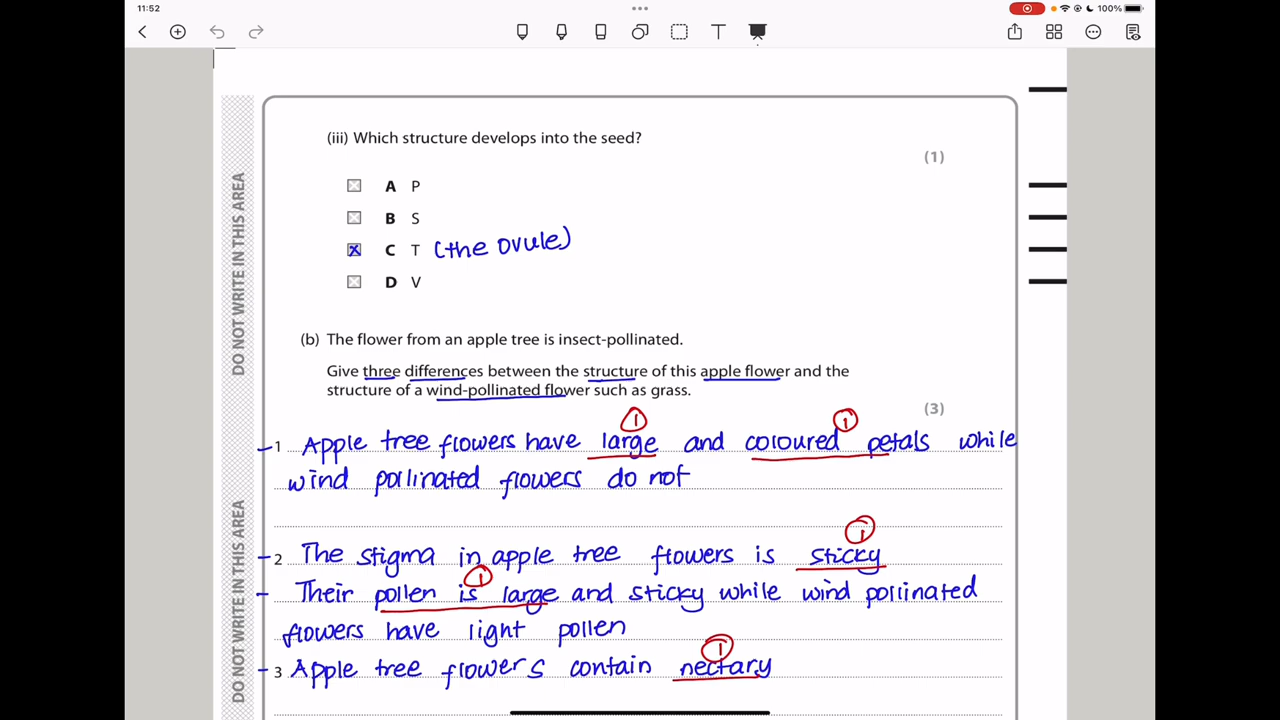 11:52
100%
T
(iii) Which structure develops into the seed?
(1)
A P
B S
C T (the ovule)
D V
(b) The flower from an apple tree is insect-pollinated.
Give three differences between the structure of this apple flower and the
structure of a wind-pollinated flower such as grass.
(3)
1 1
1 Apple tree flowers have large and coloured petals while
wind pollinated flowers do not
1
2 The stigma in apple tree flowers is sticky
1
Their pollen is large and sticky while wind pollinated
flowers have light pollen
1
3 Apple tree flowers contain nectary
DO NOT WRITE IN THIS AREA
DO NOT WRITE IN THIS AREA